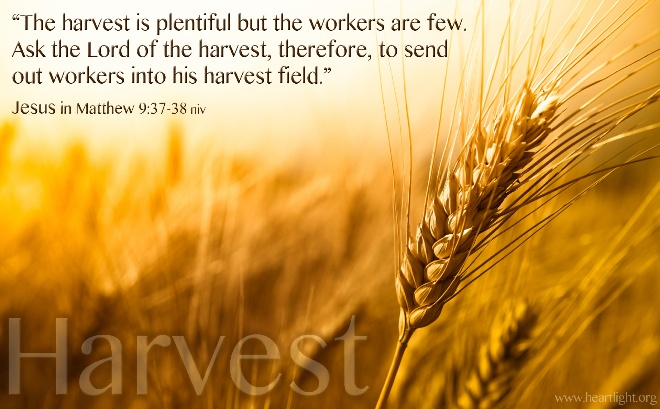 “The harvest is plentiful but the workers are few.
Ask the Lord of the harvest, therefore, to send
out workers into his harvest field.”
Jesus in Matthew 9:37-38 NIV
Harvest
www.heartlight.org